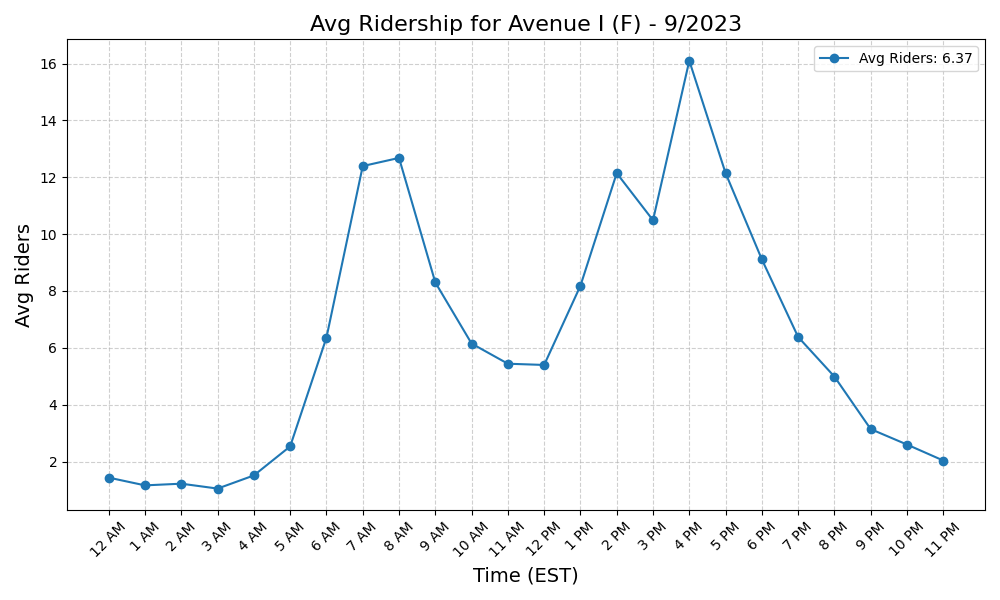 Avg Ridership for Avenue I (F) - 9/2023
Avg Riders: 6.37
Avg Riders
16
14
12
10
8
6
4
2
12 AM
1 AM
2 AM
3 AM
4 AM
5 AM
6 AM
7 AM
8 AM
9 AM
10 AM
11 AM
12 PM
1 PM
2 PM
3 PM
4 PM
5 PM
6 PM
7 PM
8 PM
9 PM
10 PM
11 PM
Time (EST)